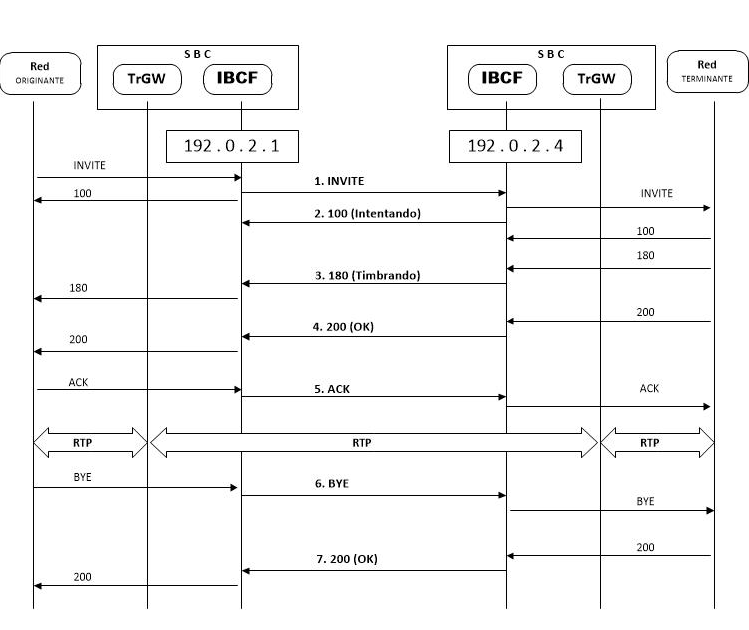 S B C
S B C
Red
ORIGINANTE
TrGW
IBCF
IBCF
TrGW
Red
TERMINANTE
192.0.2.1
192.0.2.4
INVITE
1. INVITE
100
INVITE
2. 100 (Intentando)
100
180
3. 180 (Timbrando)
180
200
4. 200 (OK)
200
ACK
5. ACK
ACK
RTP
RTP
RTP
BYE
6. BYE
BYE
200
7. 200 (OK)
200